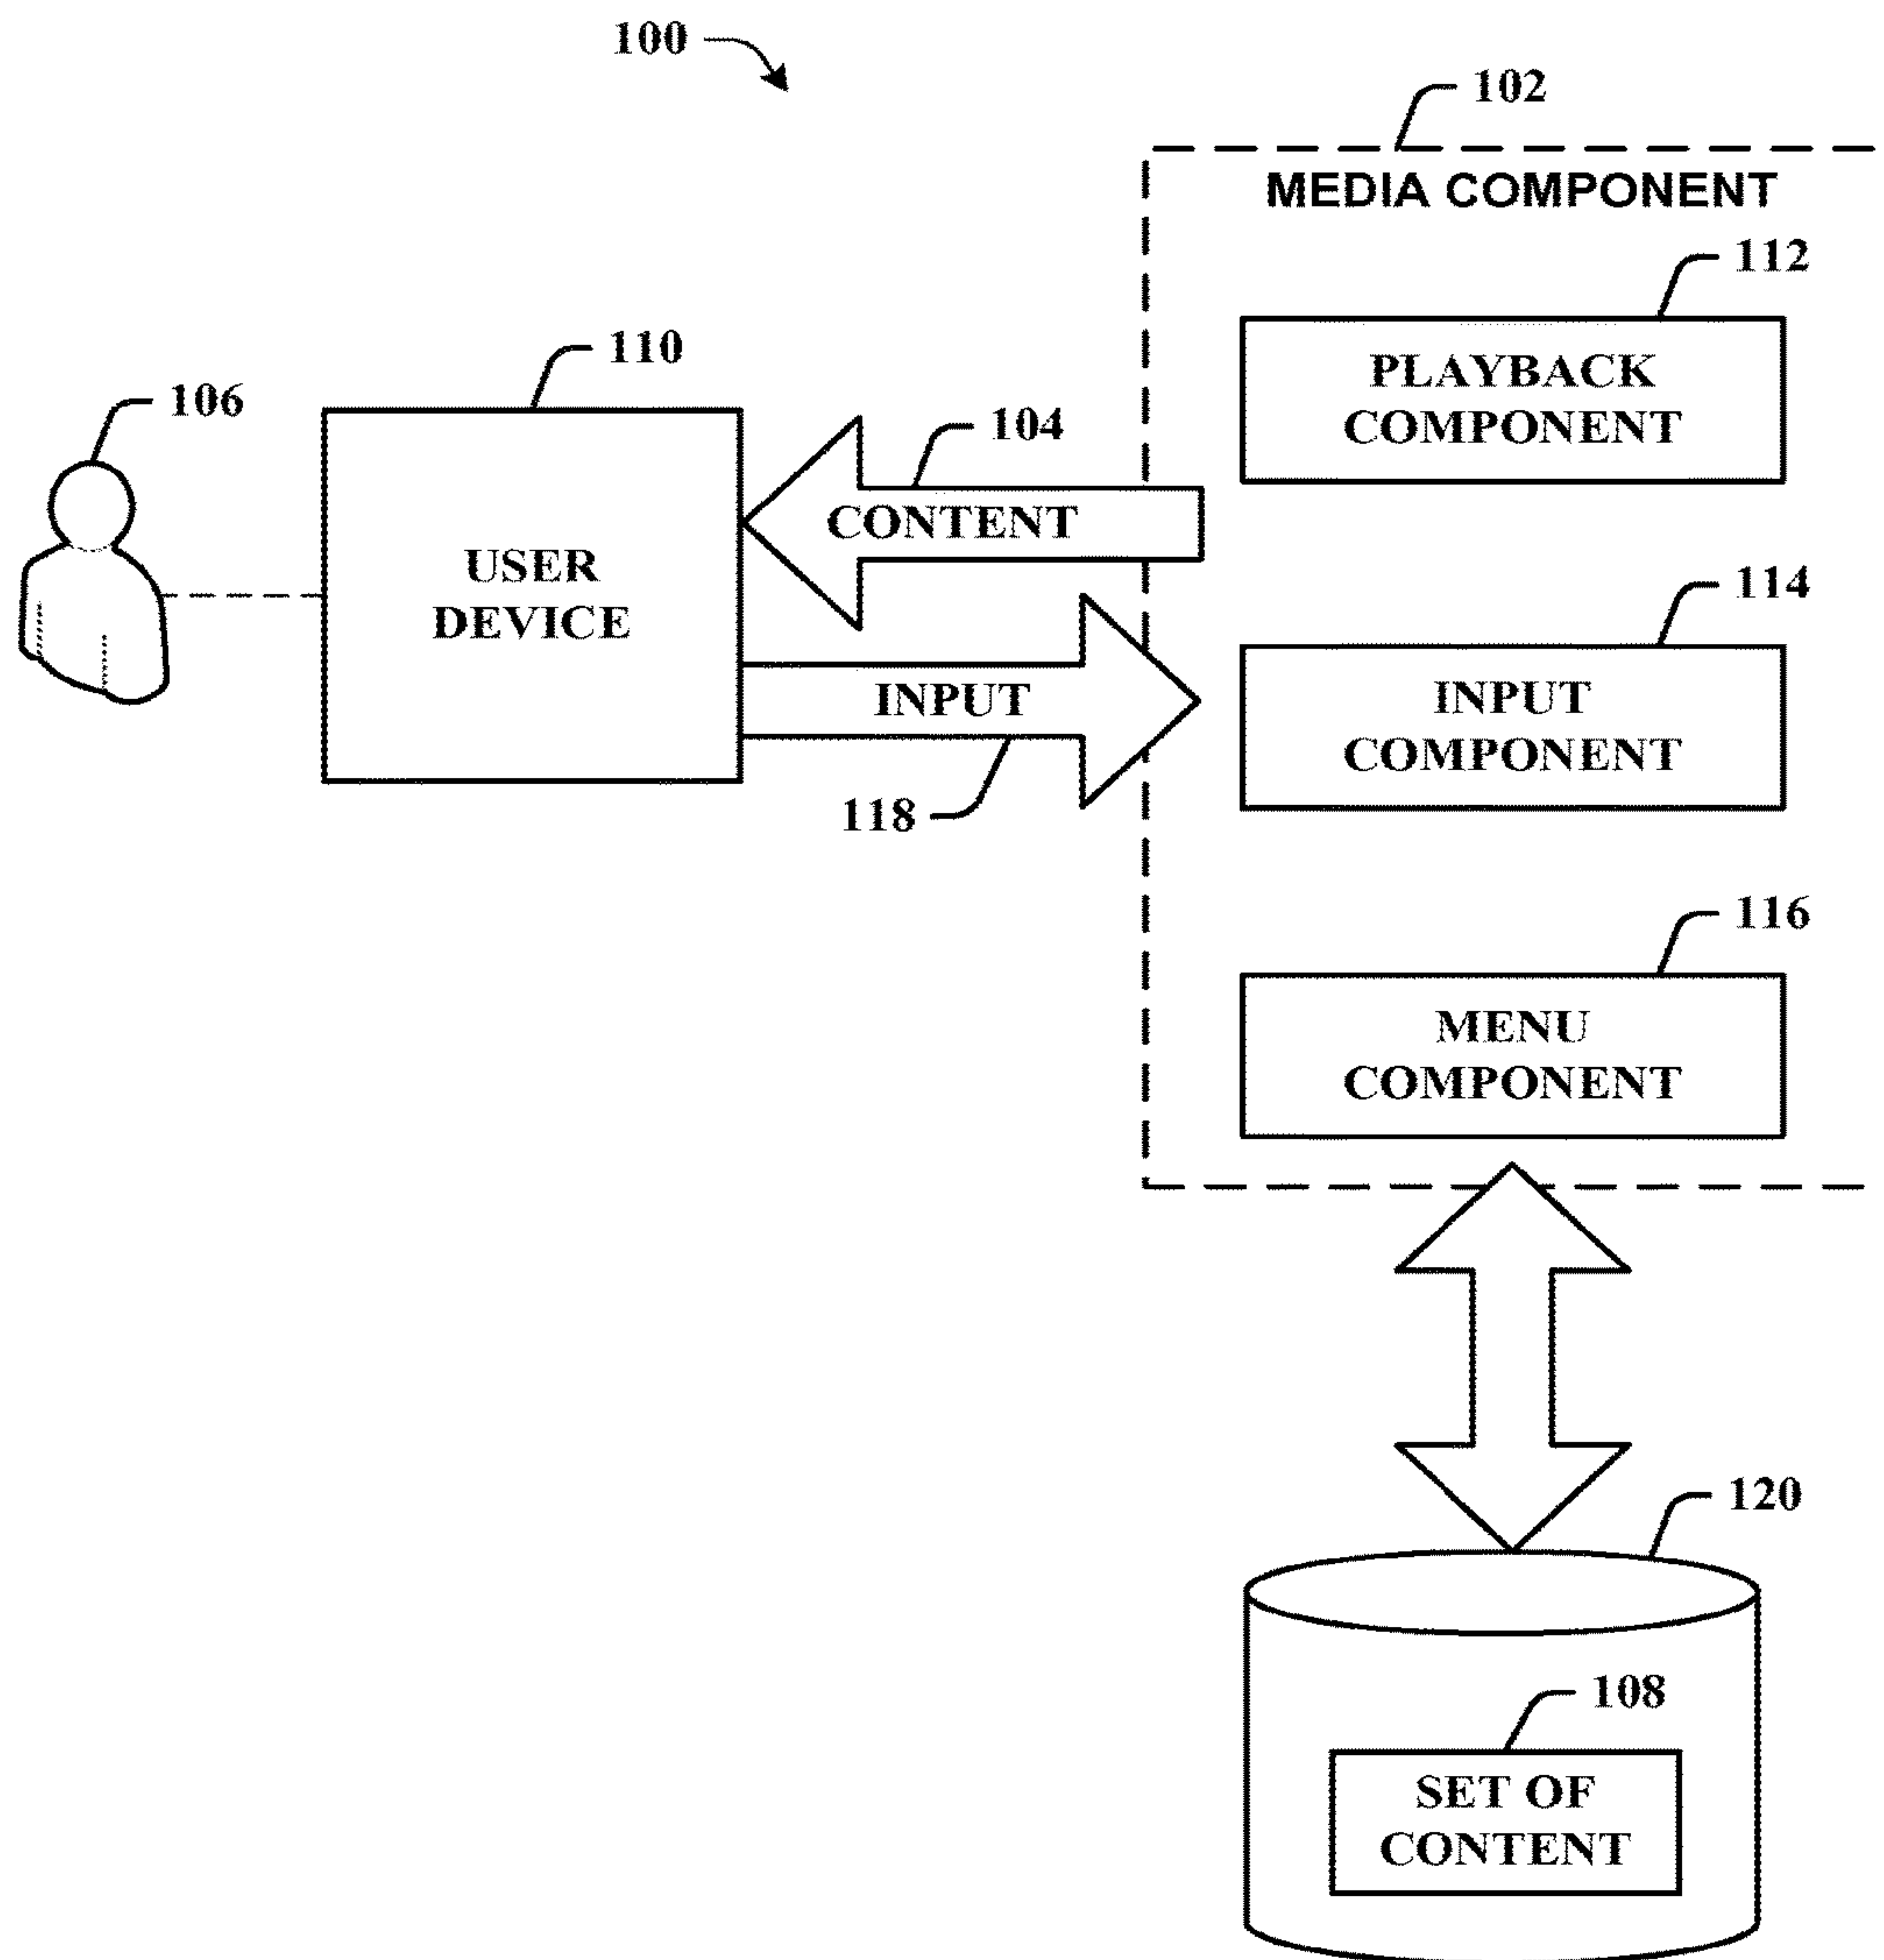 100
102
MEDIA COMPONENT
112
PLAYBACK
COMPONENT
110
106
104
CONTENT
USER
DEVICE
114
INPUT
COMPONENT
INPUT
118
116
MENU
COMPONENT
120
108
SET OF
CONTENT